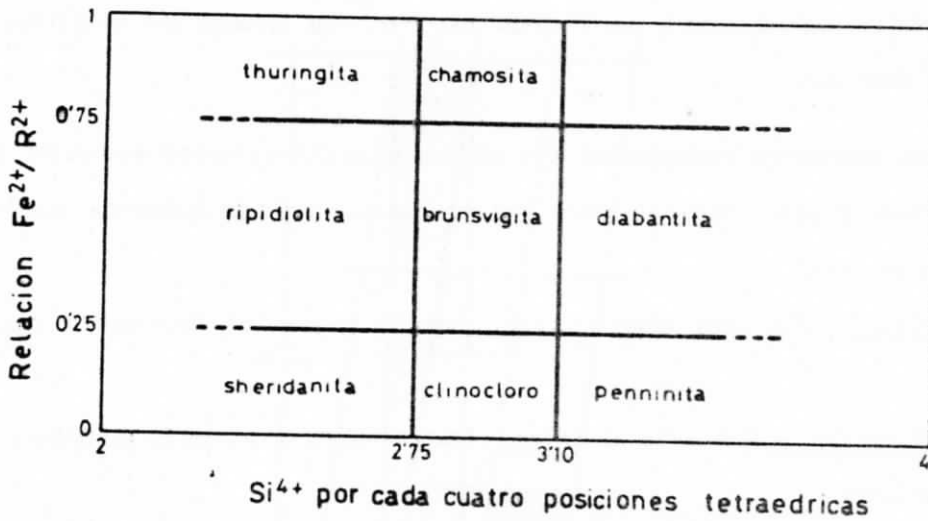 1
thuringita chamosita
0'75
ripidiolita brunsvigita diabantita
0'25
sheridanita clinocloro penninita
0
2 2'75 3'10 4
Relacion Fe2+/R2+
Si4+ por cada cuatro posiciones tetraedricas